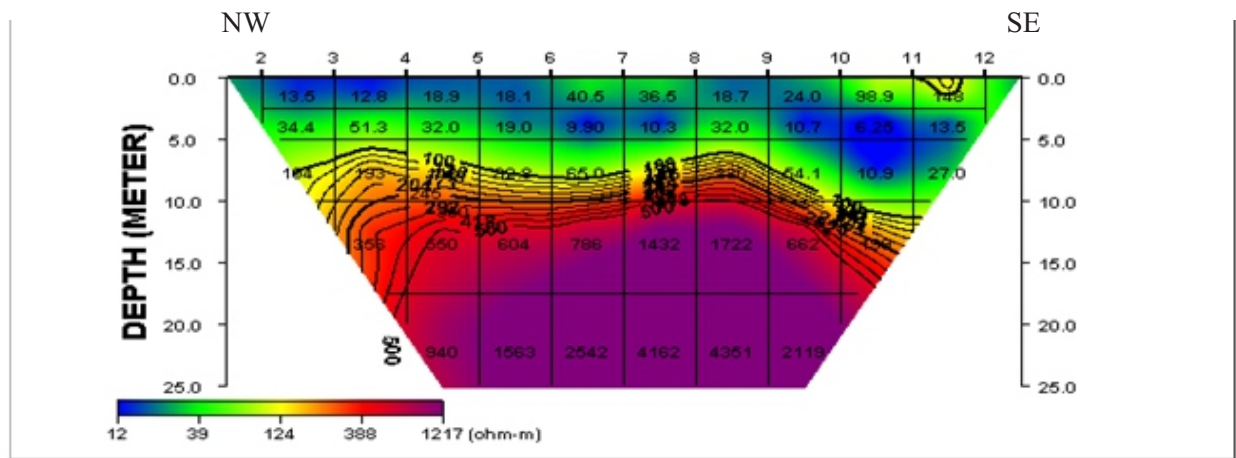 NW SE
2 3 4 5 6 7 8 9 10 11 12
0.0 0.0
13.5 12.8 18.9 18.1 40.5 36.5 18.7 24.0 98.9 148
34.4 51.3 32.0 19.0 9.90 10.3 32.0 10.7 6.25 13.5
5.0 5.0
100
193 65.0 54.1 10.9 27.0
10.0 10.0
500
356 550 604 786 1432 1722 662
15.0 15.0
DEPTH (METER)
20.0 20.0
500
940 1563 2542 4162 4351 2119
25.0 25.0
12 39 124 388 1217 (ohm-m)